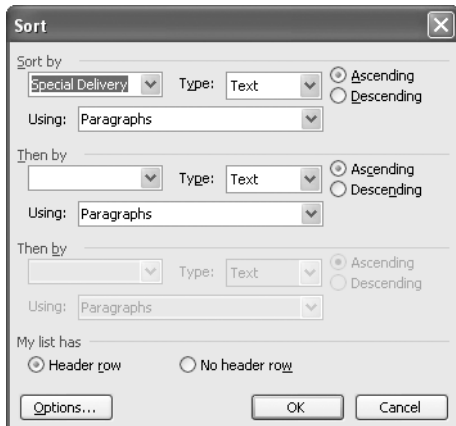 Sort
Sort by
Special Delivery Type: Text Ascending
Descending
Using: Paragraphs
Then by
Type: Text Ascending
Descending
Using: Paragraphs
Then by
Type: Text Ascending
Descending
Using: Paragraphs
My list has
Header row No header row
Options... OK Cancel